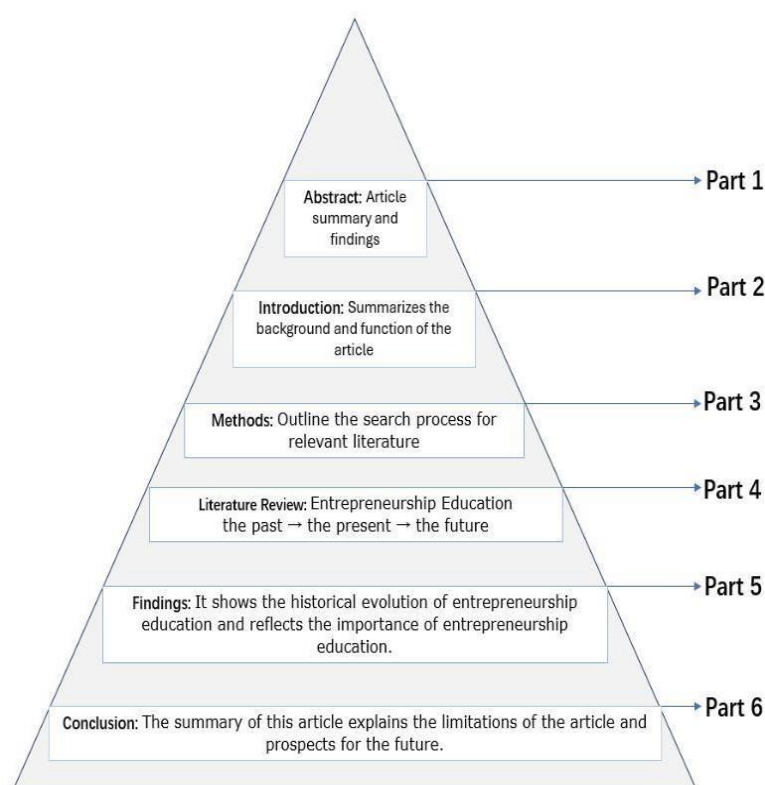 Part 1
Abstract: Article
summary and
findings
Part 2
Introduction: Summarizes the
background and function of the
article
Part 3
Methods: Outline the search process for
relevant literature
Part 4
Literature Review: Entrepreneurship Education
the past → the present → the future
Part 5
Findings: It shows the historical evolution of entrepreneurship
education and reflects the importance of entrepreneurship
education.
Part 6
Conclusion: The summary of this article explains the limitations of the article and
prospects for the future.